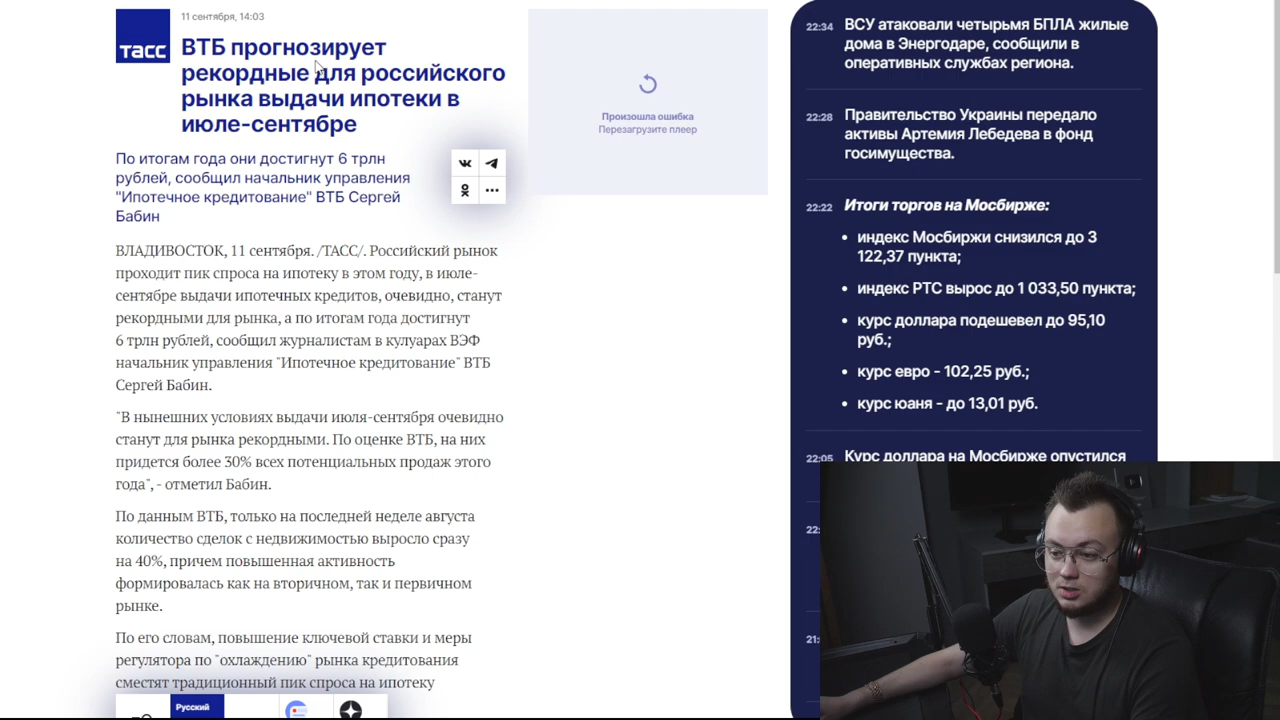 11 сентября, 14:03
ТАСС
ВТБ прогнозирует
рекордные для российского
рынка выдачи ипотеки в
июле-сентябре
По итогам года они достигнут 6 трлн
рублей, сообщил начальник управления
"Ипотечное кредитование" ВТБ Сергей
Бабин
ВЛАДИВОСТОК, 11 сентября. /ТАСС/. Российский рынок
проходит пик спроса на ипотеку в этом году, в июле-
сентябре выдачи ипотечных кредитов, очевидно, станут
рекордными для рынка, а по итогам года достигнут
6 трлн рублей, сообщил журналистам в кулуарах ВЭФ
начальник управления "Ипотечное кредитование" ВТБ
Сергей Бабин.
"В нынешних условиях выдачи июля-сентября очевидно
станут для рынка рекордными. По оценке ВТБ, на них
придется более 30% всех потенциальных продаж этого
года", - отметил Бабин.
По данным ВТБ, только на последней неделе августа
количество сделок с недвижимостью выросло сразу
на 40%, причем повышенная активность
формировалась как на вторичном, так и первичном
рынке.
По его словам, повышение ключевой ставки и меры
регулятора по "охлаждению" рынка кредитования
сместят традиционный пик спроса на ипотеку
Русский
Произошла ошибка
Перезагрузите плеер
22:34
ВСУ атаковали четырьмя БПЛА жилые
дома в Энергодаре, сообщили в
оперативных службах региона.
22:28
Правительство Украины передало
активы Артемия Лебедева в фонд
госимущества.
22:22
Итоги торгов на Мосбирже:
• индекс Мосбиржи снизился до 3
122,37 пункта;
• индекс РТС вырос до 1 033,50 пункта;
• курс доллара подешевел до 95,10
руб.;
• курс евро - 102,25 руб.;
• курс юаня - до 13,01 руб.
22:05
Курс доллара на Мосбирже опустился